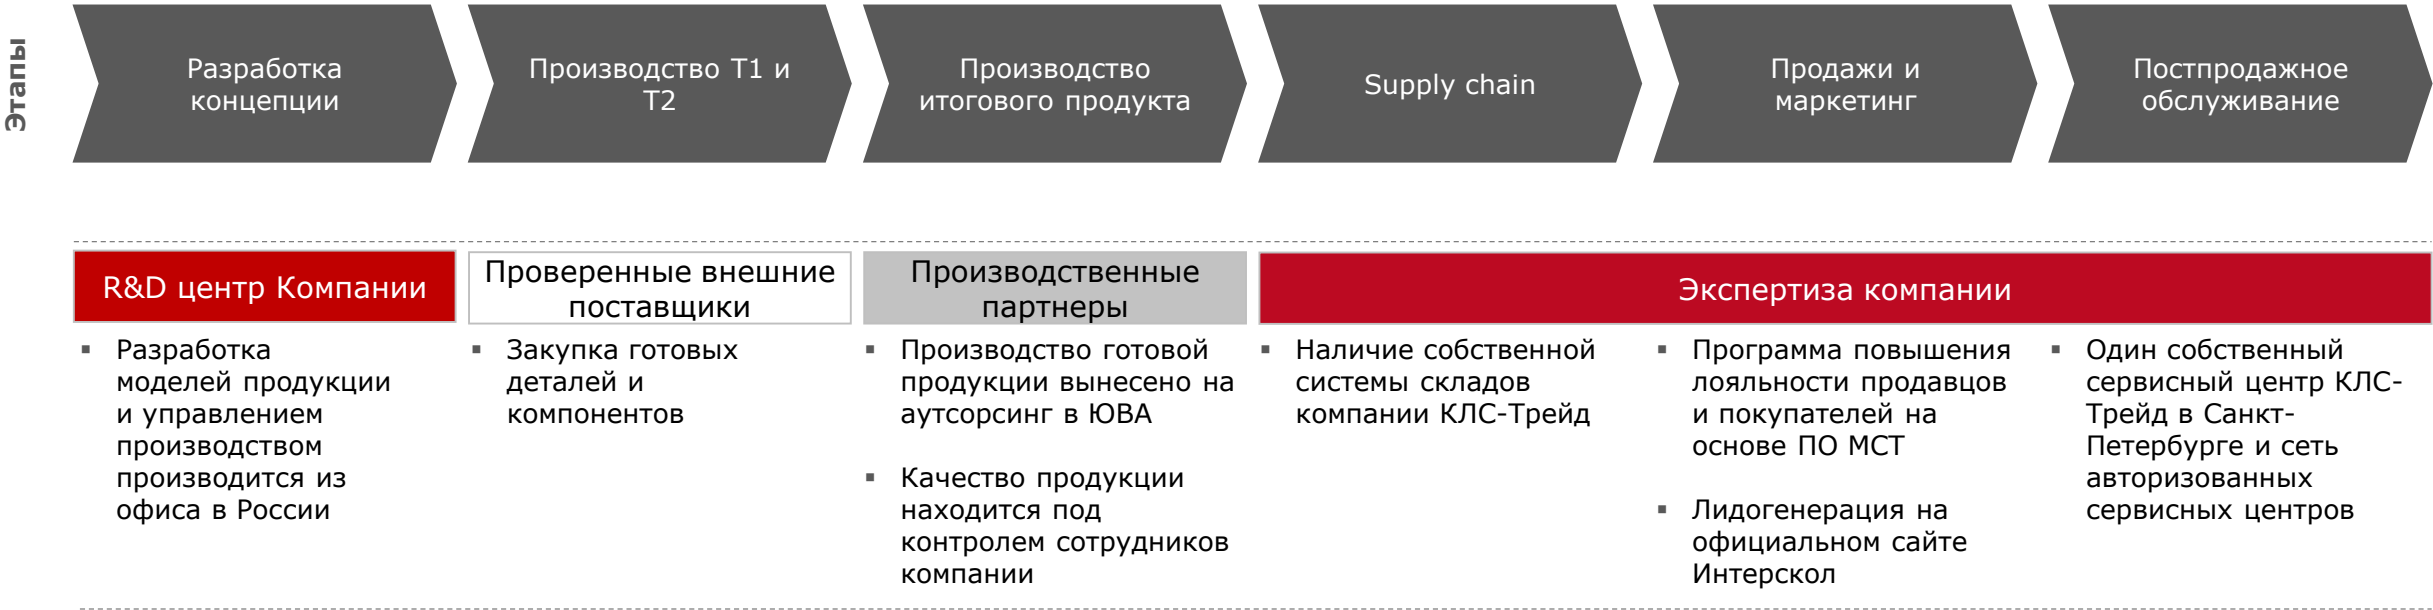 Этапы
Разработка
концепции
Производство Т1 и
Т2
Производство
итогового продукта
Supply chain
Продажи и
маркетинг
Постпродажное
обслуживание
R&D центр Компании
Проверенные внешние
поставщики
Производственные
партнеры
Экспертиза компании
▪ Разработка
моделей продукции
и управлением
производством
производится из
офиса в России
▪ Закупка готовых
деталей и
компонентов
▪ Производство готовой
продукции вынесено на
аутсорсинг в ЮВА
▪ Качество продукции
находится под
контролем сотрудников
компании
▪ Наличие собственной
системы складов
компании КЛС-Трейд
▪ Программа повышения
лояльности продавцов
и покупателей на
основе ПО МСТ
▪ Лидогенерация на
официальном сайте
Интерскол
▪ Один собственный
сервисный центр КЛС-
Трейд в Санкт-
Петербурге и сеть
авторизованных
сервисных центров